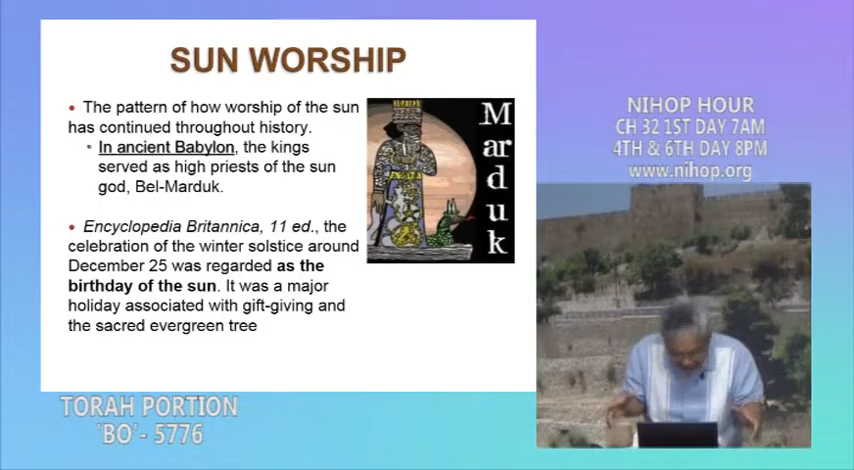 SUN WORSHIP
• The pattern of how worship of the sun
has continued throughout history.
• In ancient Babylon, the kings
served as high priests of the sun
god, Bel-Marduk.
• Encyclopedia Britannica, 11 ed., the
celebration of the winter solstice around
December 25 was regarded as the
birthday of the sun. It was a major
holiday associated with gift-giving and
the sacred evergreen tree
Marduk
NIHOP HOUR
CH 32 1ST DAY 7AM
4TH & 6TH DAY 8PM
www.nihop.org
TORAH PORTION
'BO'- 5776